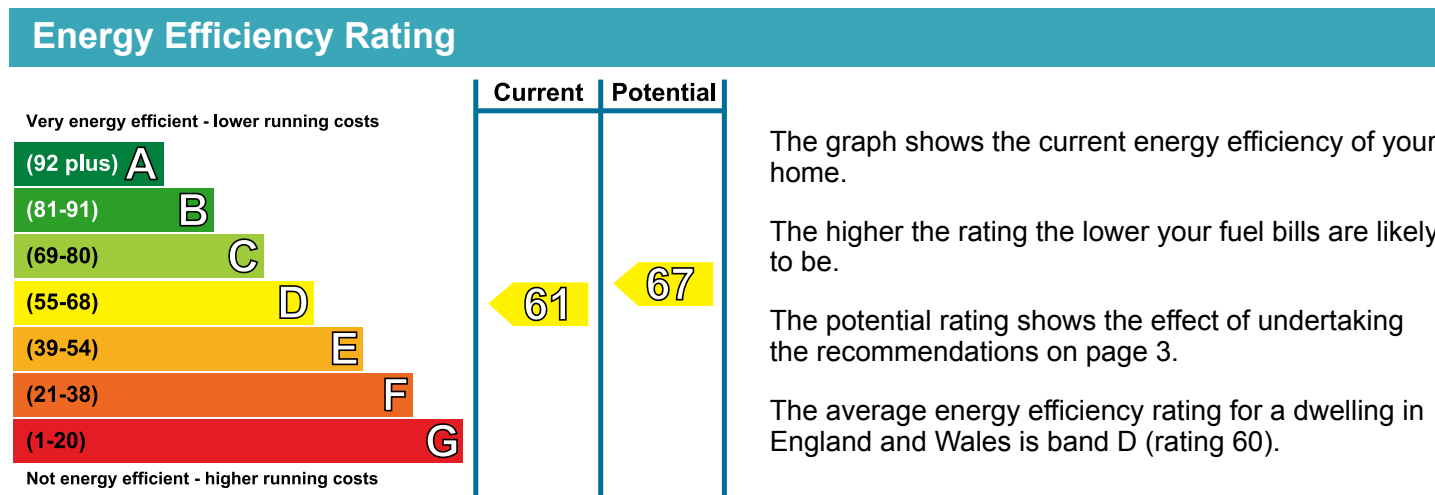 Energy Efficiency Rating
Current Potential
Very energy efficient - lower running costs
(92 plus) A
(81-91) B
(69-80) C
(55-68) D
(39-54) E
(21-38) F
(1-20) G
Not energy efficient - higher running costs
61
67
The graph shows the current energy efficiency of your
home.
The higher the rating the lower your fuel bills are likely
to be.
The potential rating shows the effect of undertaking
the recommendations on page 3.
The average energy efficiency rating for a dwelling in
England and Wales is band D (rating 60).